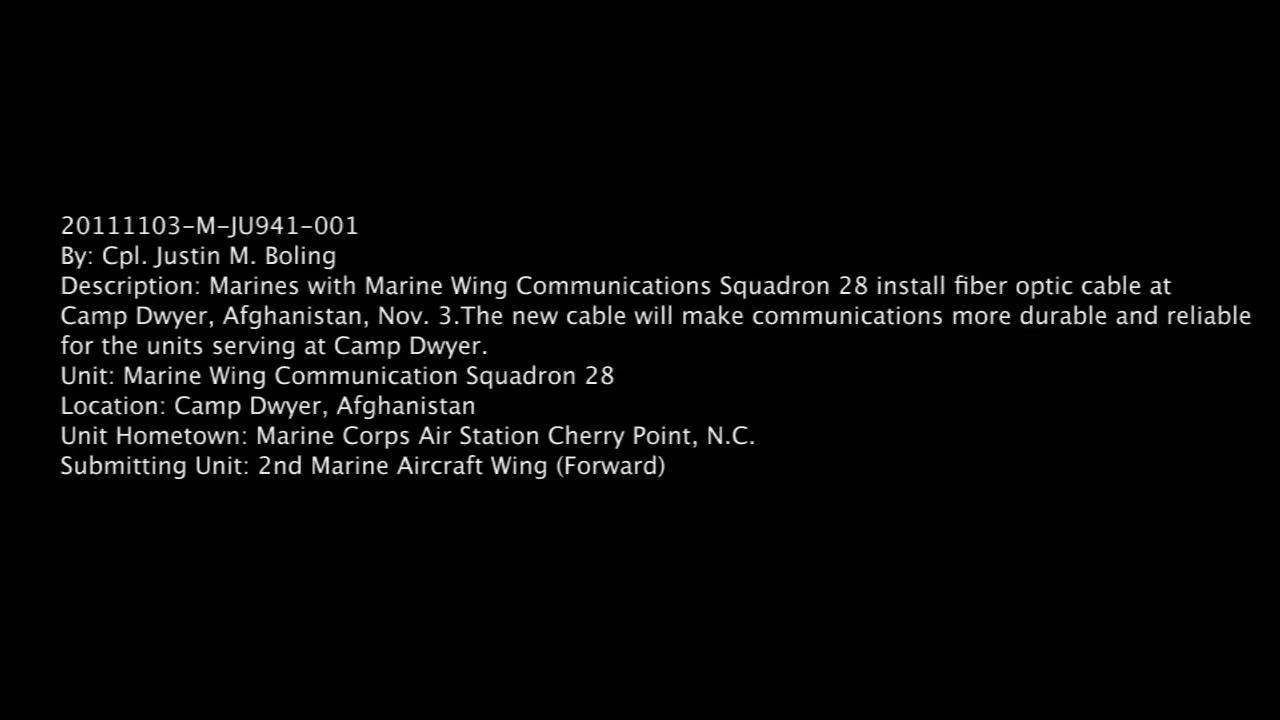 20111103-M-JU941-001
By: Cpl. Justin M. Boling
Description: Marines with Marine Wing Communications Squadron 28 install fiber optic cable at
Camp Dwyer, Afghanistan, Nov. 3.The new cable will make communications more durable and reliable
for the units serving at Camp Dwyer.
Unit: Marine Wing Communication Squadron 28
Location: Camp Dwyer, Afghanistan
Unit Hometown: Marine Corps Air Station Cherry Point, N.C.
Submitting Unit: 2nd Marine Aircraft Wing (Forward)